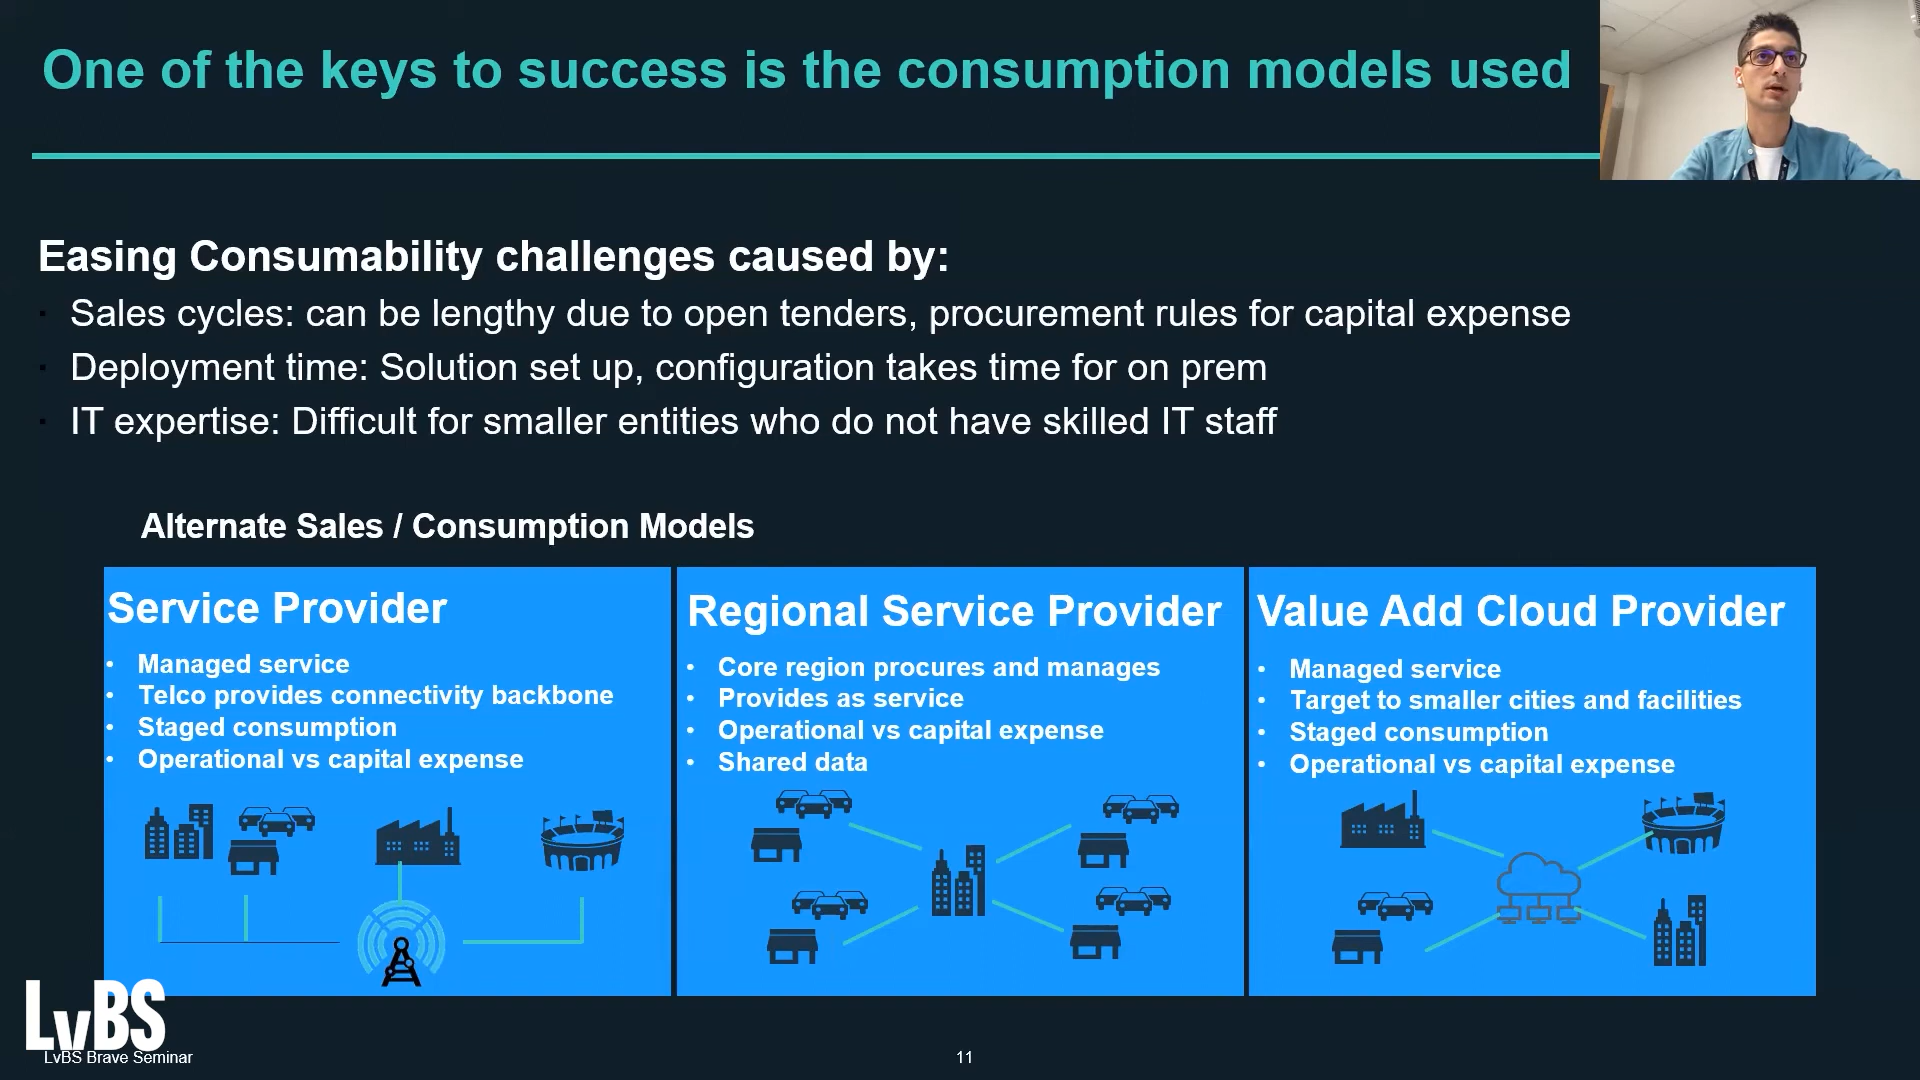 One of the keys to success is the consumption models used
Easing Consumability challenges caused by:
· Sales cycles: can be lengthy due to open tenders, procurement rules for capital expense
· Deployment time: Solution set up, configuration takes time for on prem
· IT expertise: Difficult for smaller entities who do not have skilled IT staff
Alternate Sales / Consumption Models
Service Provider
• Managed service
• Telco provides connectivity backbone
• Staged consumption
• Operational vs capital expense
Regional Service Provider
• Core region procures and manages
• Provides as service
• Operational vs capital expense
• Shared data
Value Add Cloud Provider
• Managed service
• Target to smaller cities and facilities
• Staged consumption
• Operational vs capital expense
LvBS
LvBS Brave Seminar
11